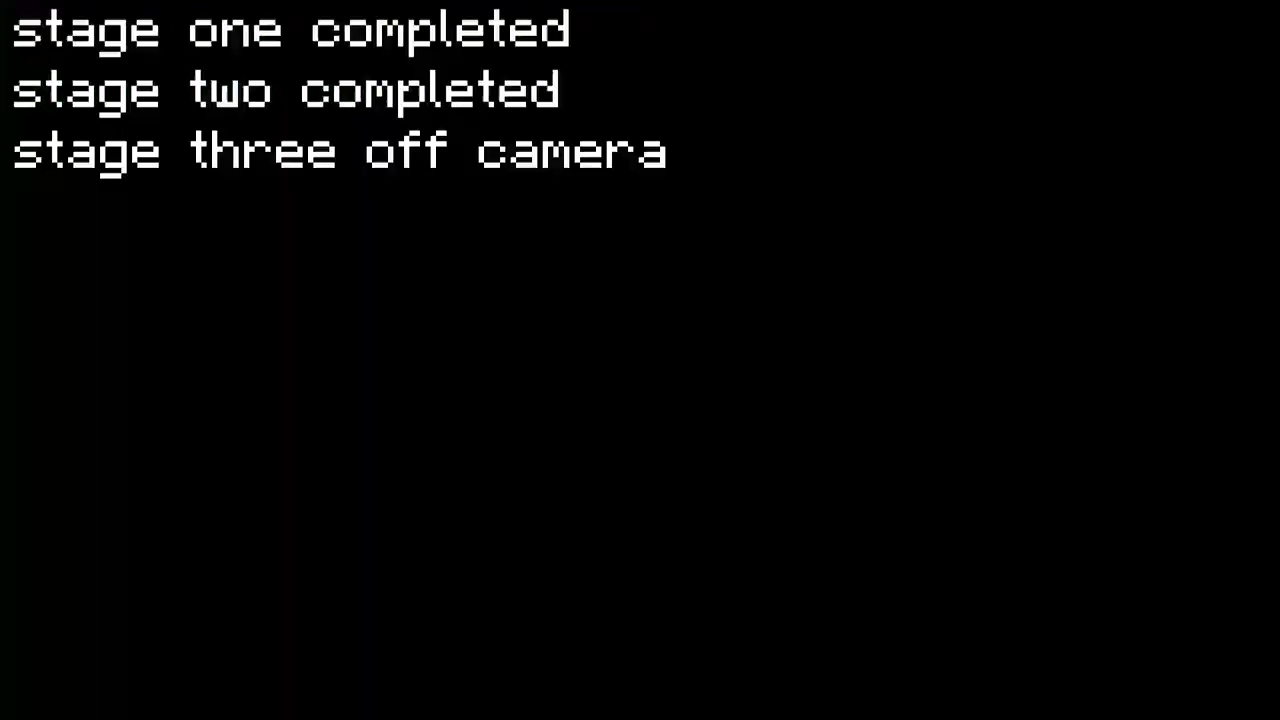 stage one completed
stage two completed
stage three off camera